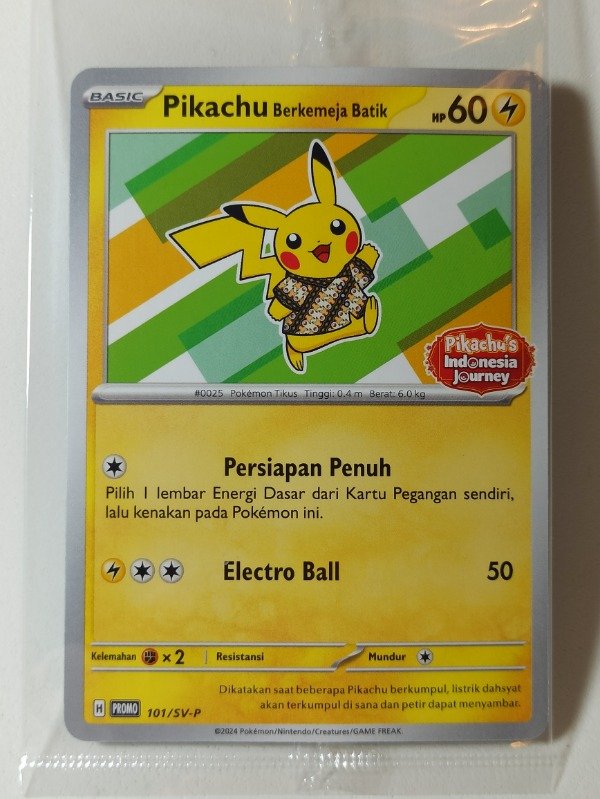 BASIC Pikachu Berkemeja Batik HP 60
Pikachu's
Indonesia
Journey
#0025 Pokémon Tikus Tinggi: 0.4 m Berat: 6.0 kg
Persiapan Penuh
Pilih 1 lembar Energi Dasar dari Kartu Pegangan sendiri,
lalu kenakan pada Pokémon ini.
Electro Ball 50
Kelemahan ×2 Resistansi Mundur
Dikatakan saat beberapa Pikachu berkumpul, listrik dahsyat
akan terkumpul di sana dan petir dapat menyambar.
H PROMO 101/SV-P
©2024 Pokémon/Nintendo/Creatures/GAME FREAK.